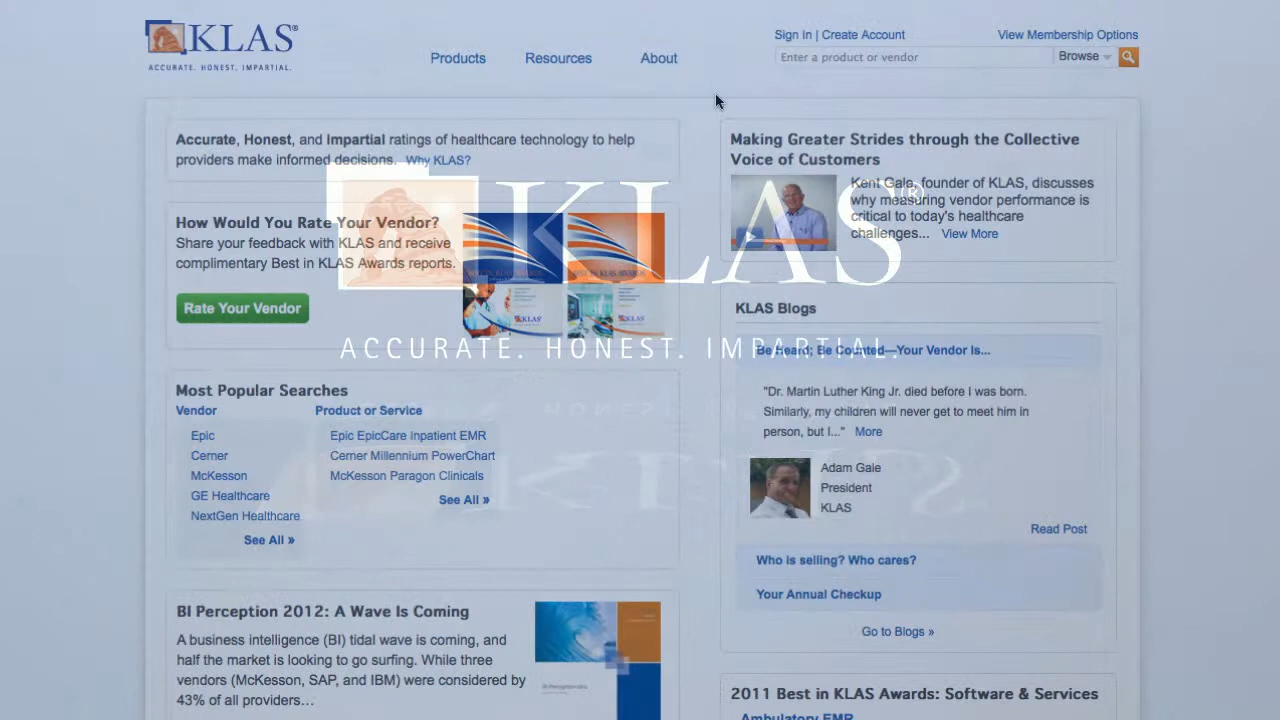 KLAS®
ACCURATE. HONEST. IMPARTIAL.
Products
Resources
About
Sign In | Create Account
View Membership Options
Enter a product or vendor
Browse
Accurate, Honest, and Impartial ratings of healthcare technology to help
providers make informed decisions. Why KLAS?
How Would You Rate Your Vendor?
Share your feedback with KLAS and receive
complimentary Best in KLAS Awards reports.
Rate Your Vendor
KLAS
KLAS
KLAS®
ACCURATE. HONEST. IMPARTIAL.
Most Popular Searches
Vendor
Epic
Cerner
McKesson
GE Healthcare
NextGen Healthcare
See All »
Product or Service
Epic EpicCare Inpatient EMR
Cerner Millennium PowerChart
McKesson Paragon Clinicals
See All »
BI Perception 2012: A Wave Is Coming
A business intelligence (BI) tidal wave is coming, and
half the market is looking to go surfing. While three
vendors (McKesson, SAP, and IBM) were considered by
43% of all providers...
Making Greater Strides through the Collective
Voice of Customers
Kent Gale, founder of KLAS, discusses
why measuring vendor performance is
critical to today's healthcare
challenges... View More
KLAS Blogs
Be Heard; Be Counted—Your Vendor Is...
"Dr. Martin Luther King Jr. died before I was born.
Similarly, my children will never get to meet him in
person, but I..." More
Adam Gale
President
KLAS
Read Post
Who is selling? Who cares?
Your Annual Checkup
Go to Blogs »
2011 Best in KLAS Awards: Software & Services
Ambulatory EMR